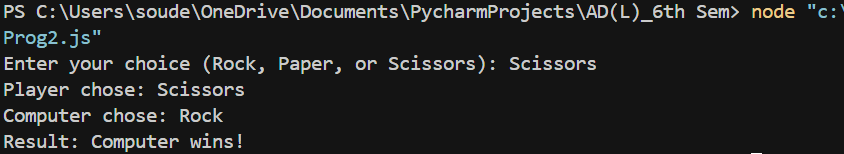 PS C:\Users\soude\OneDrive\Documents\PycharmProjects\AD(L)_6th Sem> node "c:\
Prog2.js"
Enter your choice (Rock, Paper, or Scissors): Scissors
Player chose: Scissors
Computer chose: Rock
Result: Computer wins!